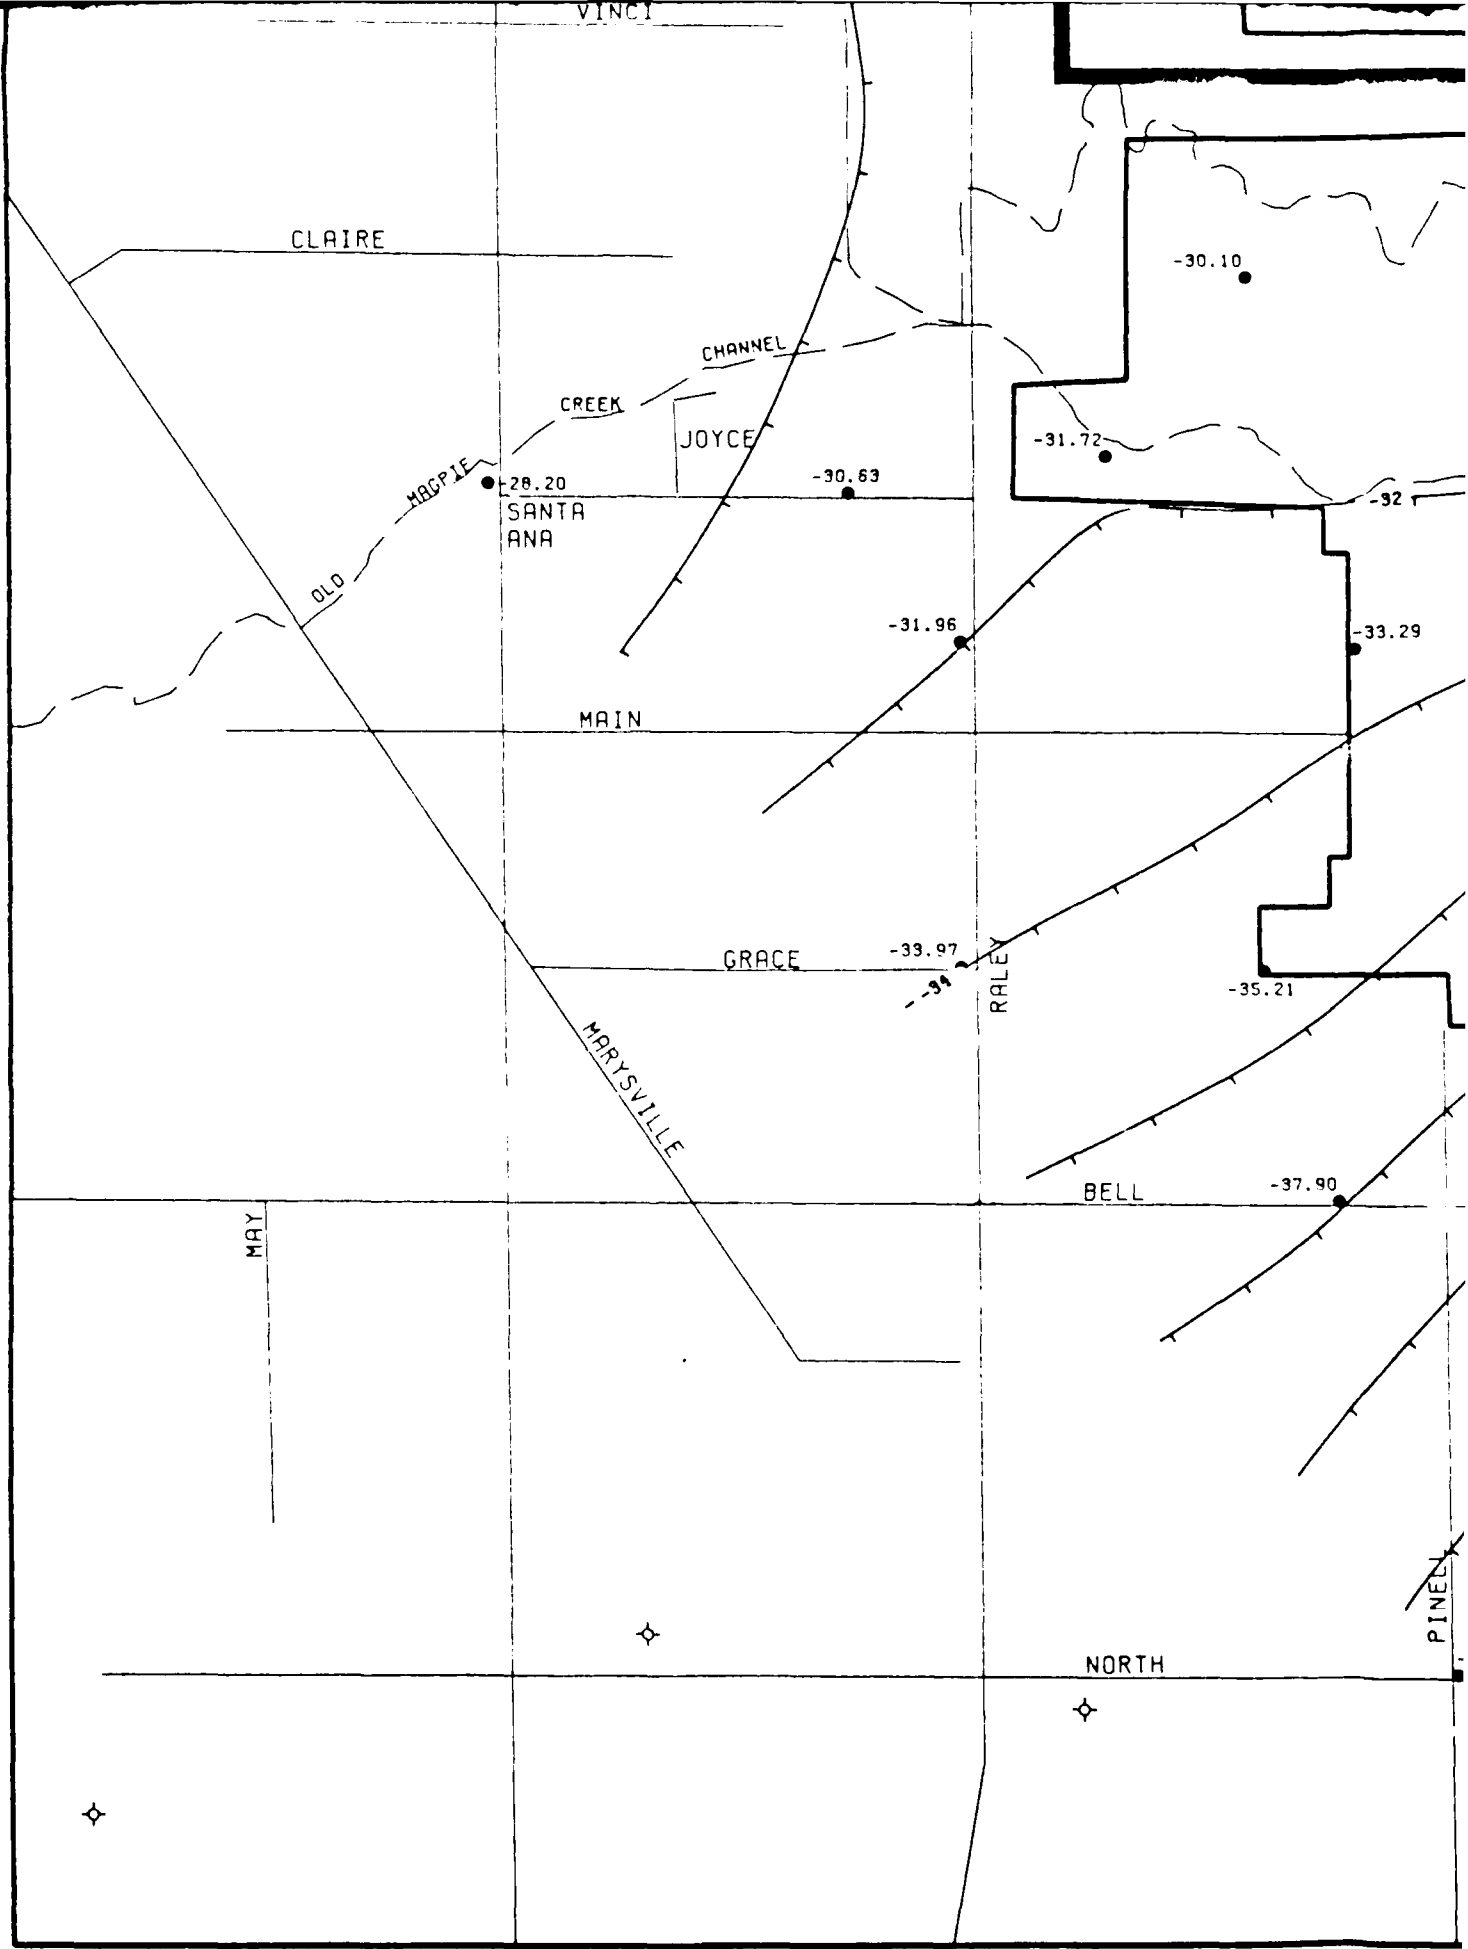 VINCI
CLAIRE
-30.10
CHANNEL
CREEK
JOYCE
-31.72
MAGPIE
-28.20
-30.63
-32
SANTA
ANA
OLD
-31.96
-33.29
MAIN
-33.97
GRACE
-34
RALEY
-35.21
MARYSVILLE
BELL
-37.90
MAY
PINELL
NORTH